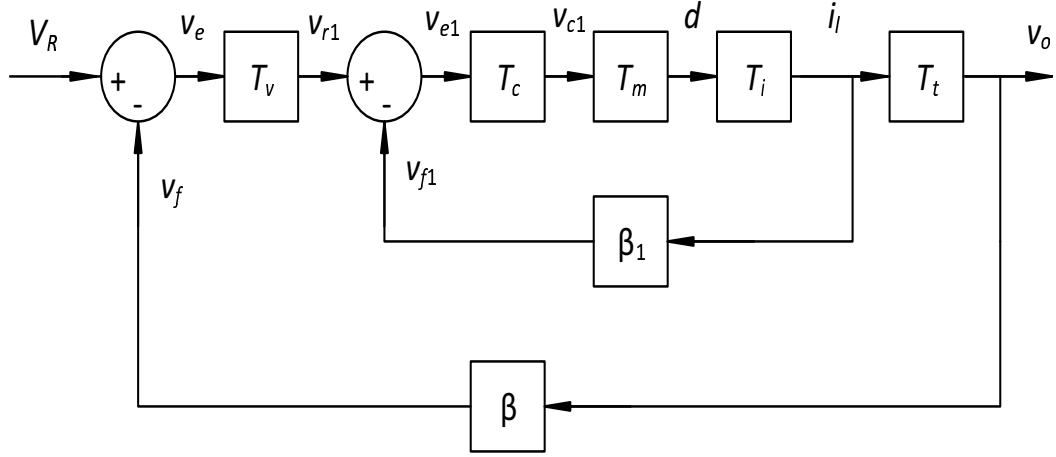 V_R v_e v_r1 v_e1 v_c1 d i_l v_o
+ - T_v + - T_c T_m T_i T_t
v_f v_f1
β_1
β